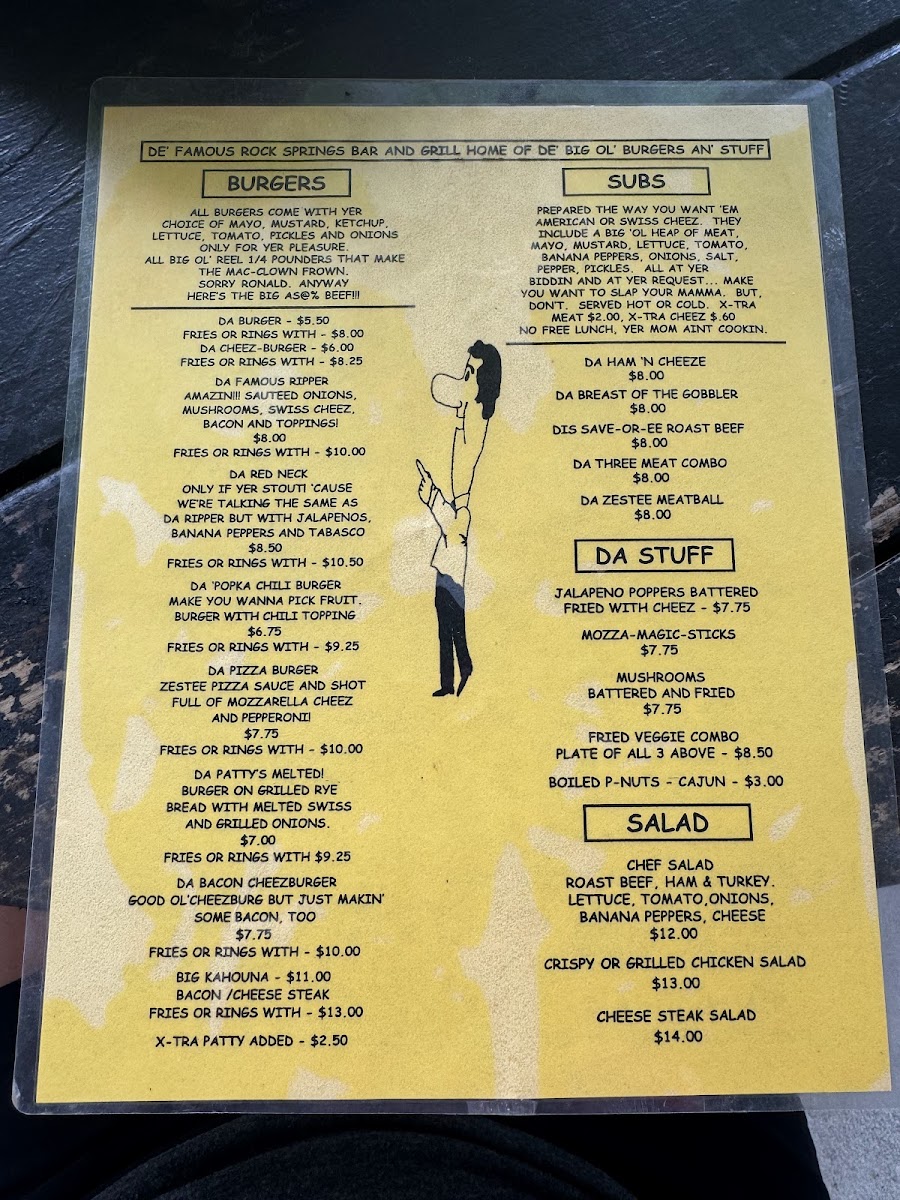 DE' FAMOUS ROCK SPRINGS BAR AND GRILL HOME OF DE' BIG OL' BURGERS AN' STUFF
BURGERS
ALL BURGERS COME WITH YER
CHOICE OF MAYO, MUSTARD, KETCHUP,
LETTUCE, TOMATO, PICKLES AND ONIONS
ONLY FOR YER PLEASURE.
ALL BIG OL' REEL 1/4 POUNDERS THAT MAKE
THE MAC-CLOWN FROWN.
SORRY RONALD. ANYWAY
HERE'S THE BIG AS@% BEEF!!!
DA BURGER - $5.50
FRIES OR RINGS WITH - $8.00
DA CHEEZ-BURGER - $6.00
FRIES OR RINGS WITH - $8.25
DA FAMOUS RIPPER
AMAZIN!!! SAUTEED ONIONS,
MUSHROOMS, SWISS CHEEZ,
BACON AND TOPPINGS!
$8.00
FRIES OR RINGS WITH - $10.00
DA RED NECK
ONLY IF YER STOUT! 'CAUSE
WE'RE TALKING THE SAME AS
DA RIPPER BUT WITH JALAPENOS,
BANANA PEPPERS AND TABASCO
$8.50
FRIES OR RINGS WITH - $10.50
DA 'POPKA CHILI BURGER
MAKE YOU WANNA PICK FRUIT.
BURGER WITH CHILI TOPPING
$6.75
FRIES OR RINGS WITH - $9.25
DA PIZZA BURGER
ZESTEE PIZZA SAUCE AND SHOT
FULL OF MOZZARELLA CHEEZ
AND PEPPERONI!
$7.75
FRIES OR RINGS WITH - $10.00
DA PATTY'S MELTED!
BURGER ON GRILLED RYE
BREAD WITH MELTED SWISS
AND GRILLED ONIONS.
$7.00
FRIES OR RINGS WITH $9.25
DA BACON CHEEZBURGER
GOOD OL'CHEEZBURG BUT JUST MAKIN'
SOME BACON, TOO
$7.75
FRIES OR RINGS WITH - $10.00
BIG KAHOUNA - $11.00
BACON /CHEESE STEAK
FRIES OR RINGS WITH - $13.00
X-TRA PATTY ADDED - $2.50
SUBS
PREPARED THE WAY YOU WANT 'EM
AMERICAN OR SWISS CHEEZ. THEY
INCLUDE A BIG 'OL HEAP OF MEAT,
MAYO, MUSTARD, LETTUCE, TOMATO,
BANANA PEPPERS, ONIONS, SALT,
PEPPER, PICKLES. ALL AT YER
BIDDIN AND AT YER REQUEST... MAKE
YOU WANT TO SLAP YOUR MAMMA. BUT,
DON'T. SERVED HOT OR COLD. X-TRA
MEAT $2.00, X-TRA CHEEZ $.60
NO FREE LUNCH, YER MOM AINT COOKIN.
DA HAM 'N CHEEZE
$8.00
DA BREAST OF THE GOBBLER
$8.00
DIS SAVE-OR-EE ROAST BEEF
$8.00
DA THREE MEAT COMBO
$8.00
DA ZESTEE MEATBALL
$8.00
DA STUFF
JALAPENO POPPERS BATTERED
FRIED WITH CHEEZ - $7.75
MOZZA-MAGIC-STICKS
$7.75
MUSHROOMS
BATTERED AND FRIED
$7.75
FRIED VEGGIE COMBO
PLATE OF ALL 3 ABOVE - $8.50
BOILED P-NUTS - CAJUN - $3.00
SALAD
CHEF SALAD
ROAST BEEF, HAM & TURKEY.
LETTUCE, TOMATO,ONIONS,
BANANA PEPPERS, CHEESE
$12.00
CRISPY OR GRILLED CHICKEN SALAD
$13.00
CHEESE STEAK SALAD
$14.00